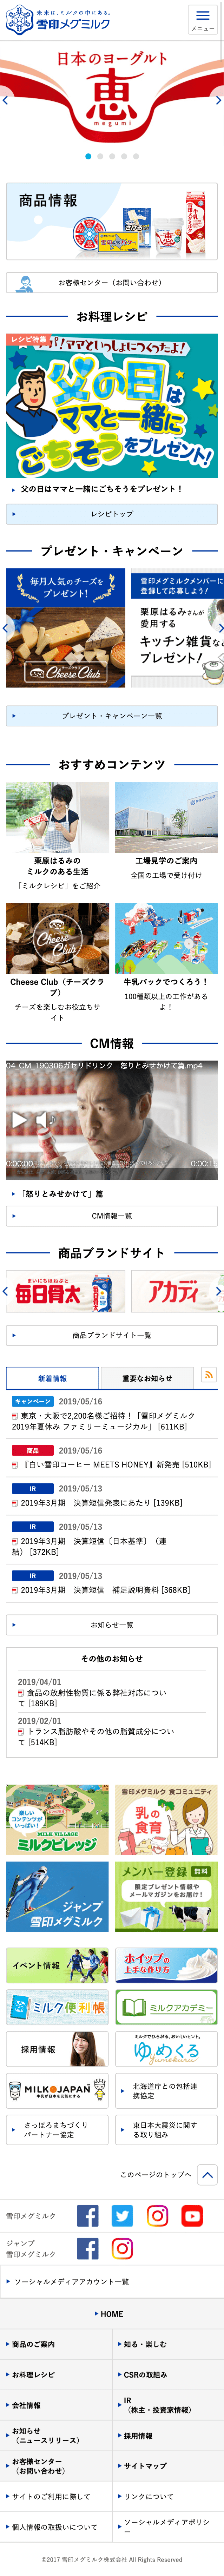 未来は、ミルクの中にある。
雪印メグミルク
メニュー
日本のヨーグルト
恵
megumi
商品情報
お客様センター（お問い合わせ）
お料理レシピ
レシピ特集
パパ！ママといっしょにつくったよ！
父の日は
ママと一緒に
ごちそう
をプレゼント！
父の日はママと一緒にごちそうをプレゼント！
レシピトップ
プレゼント・キャンペーン
毎月人気のチーズを
プレゼント！
Cheese Club
雪印メグミルクメンバーに
登録して応募しよう！
栗原はるみさんが
愛用する
キッチン雑貨な
プレゼント！
プレゼント・キャンペーン一覧
おすすめコンテンツ
栗原はるみの
ミルクのある生活
「ミルクレシピ」をご紹介
工場見学のご案内
全国の工場で受け付け
Cheese Club
Cheese Club（チーズクラ
ブ）
チーズを楽しむお役立ちサ
イト
牛乳パックでつくろう！
100種類以上の工作がある
よ！
CM情報
04_CM_190306ガセリドリンク　怒りとみせかけて篇.mp4
0:00:00
0:00:15
「怒りとみせかけて」篇
CM情報一覧
商品ブランドサイト
まいにちほねぶと
毎日骨太
アカディ
商品ブランドサイト一覧
新着情報
重要なお知らせ
キャンペーン 2019/05/16
東京・大阪で2,200名様ご招待！「雪印メグミルク
2019年夏休み ファミリーミュージカル」 [611KB]
商品 2019/05/16
『白い雪印コーヒー MEETS HONEY』新発売 [510KB]
IR 2019/05/13
2019年3月期　決算短信発表にあたり [139KB]
IR 2019/05/13
2019年3月期　決算短信〔日本基準〕（連
結） [372KB]
IR 2019/05/13
2019年3月期　決算短信　補足説明資料 [368KB]
お知らせ一覧
その他のお知らせ
2019/04/01
食品の放射性物質に係る弊社対応につい
て [189KB]
2019/02/01
トランス脂肪酸やその他の脂質成分につい
て [514KB]
楽しい
コンテンツが
いっぱい！
MILK VILLAGE
ミルクビレッジ
雪印メグミルク 食コミュニティ
乳の
食育
ジャンプ
雪印メグミルク
メンバー登録 無料
限定プレゼント情報や
メールマガジンをお届け！
イベント情報
ホイップの
上手な作り方
ミルク便利帳
ミルクアカデミー
採用情報
ミルクでひろがる、おいしいヒント。
ゆめくる
Yumekuru
MILK JAPAN
牛乳が日本を元気にする
北海道庁との包括連
携協定
さっぽろまちづくり
パートナー協定
東日本大震災に関す
る取り組み
このページのトップへ
雪印メグミルク
ジャンプ
雪印メグミルク
ソーシャルメディアアカウント一覧
HOME
商品のご案内
知る・楽しむ
お料理レシピ
CSRの取組み
会社情報
IR
（株主・投資家情報）
お知らせ
（ニュースリリース）
採用情報
お客様センター
（お問い合わせ）
サイトマップ
サイトのご利用に際して
リンクについて
個人情報の取扱いについて
ソーシャルメディアポリシ
ー
©2017 雪印メグミルク株式会社 All Rights Reserved